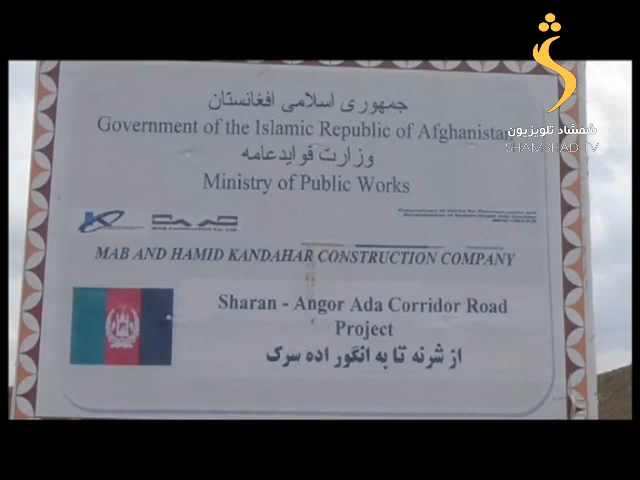 شمشاد تلویزیون
SHAMSHAD TV
جمهوری اسلامی افغانستان
Government of the Islamic Republic of Afghanistan
وزارت فوایدعامه
Ministry of Public Works
MAB AND HAMID KANDAHAR CONSTRUCTION COMPANY
Sharan - Angor Ada Corridor Road
Project
از شرنه تا به انگور اده سرک